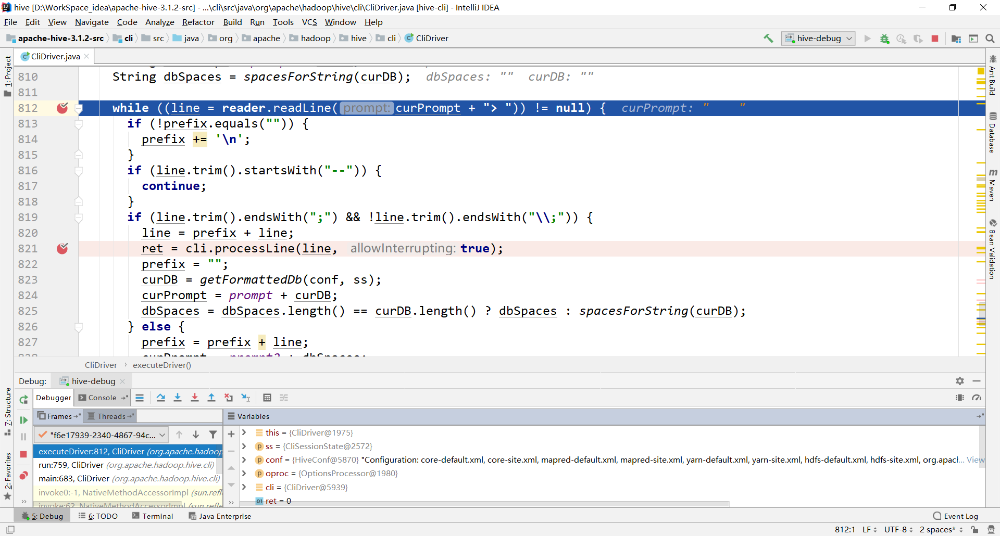 hive [D:\WorkSpace_idea\apache-hive-3.1.2-src] - ...\cli\src\java\org\apache\hadoop\hive\cli\CliDriver.java [hive-cli] - IntelliJ IDEA
File Edit View Navigate Code Analyze Refactor Build Run Tools VCS Window Help
apache-hive-3.1.2-src cli src java org apache hadoop hive cli CliDriver hive-debug
CliDriver.java
1: Project
7: Structure
2: Favorites
Ant Build
Database
Maven
Bean Validation
810 String dbSpaces = spacesForString(curDB); dbSpaces: "" curDB: ""
811
812 while ((line = reader.readLine( prompt: curPrompt + "> ")) != null) { curPrompt: "     "
813 if (!prefix.equals("")) {
814 prefix += '\n';
815 }
816 if (line.trim().startsWith("--")) {
817 continue;
818 }
819 if (line.trim().endsWith(";") && !line.trim().endsWith("\\;")) {
820 line = prefix + line;
821 ret = cli.processLine(line, allowInterrupting: true);
822 prefix = "";
823 curDB = getFormattedDb(conf, ss);
824 curPrompt = prompt + curDB;
825 dbSpaces = dbSpaces.length() == curDB.length() ? dbSpaces : spacesForString(curDB);
826 } else {
827 prefix = prefix + line;
828 curPrompt = prompt2 + dbSpaces;
CliDriver › executeDriver()
Debug: hive-debug
Debugger Console
Frames Threads Variables
"f6e17939-2340-4867-94c...
executeDriver:812, CliDriver (org.apache.hadoop
run:759, CliDriver (org.apache.hadoop.hive.cli)
main:683, CliDriver (org.apache.hadoop.hive.cli)
invoke0:-1, NativeMethodAccessorImpl (sun.refle
invoke:62, NativeMethodAccessorImpl (sun.refle
this = {CliDriver@1975}
ss = {CliSessionState@2572}
conf = {HiveConf@5870} "Configuration: core-default.xml, core-site.xml, mapred-default.xml, mapred-site.xml, yarn-default.xml, yarn-site.xml, hdfs-default.xml, hdfs-site.xml, org.apach... View
oproc = {OptionsProcessor@1980}
cli = {CliDriver@5939}
ret = 0
5: Debug 6: TODO Terminal Java Enterprise Event Log
812:1 LF UTF-8 2 spaces*